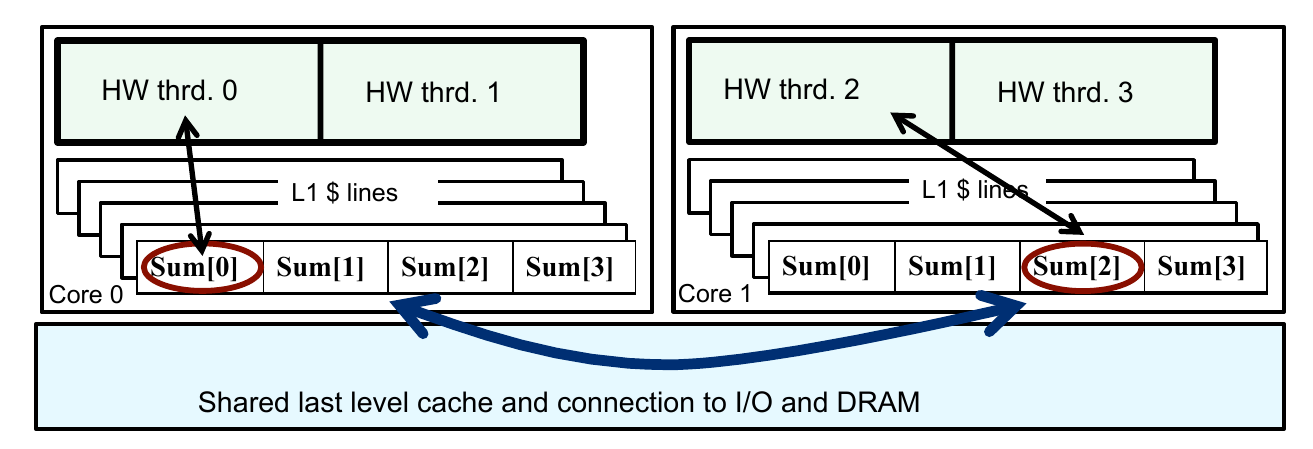 HW thrd. 0
HW thrd. 1
L1 $ lines
Sum[0] Sum[1] Sum[2] Sum[3]
Core 0
HW thrd. 2
HW thrd. 3
L1 $ lines
Sum[0] Sum[1] Sum[2] Sum[3]
Core 1
Shared last level cache and connection to I/O and DRAM